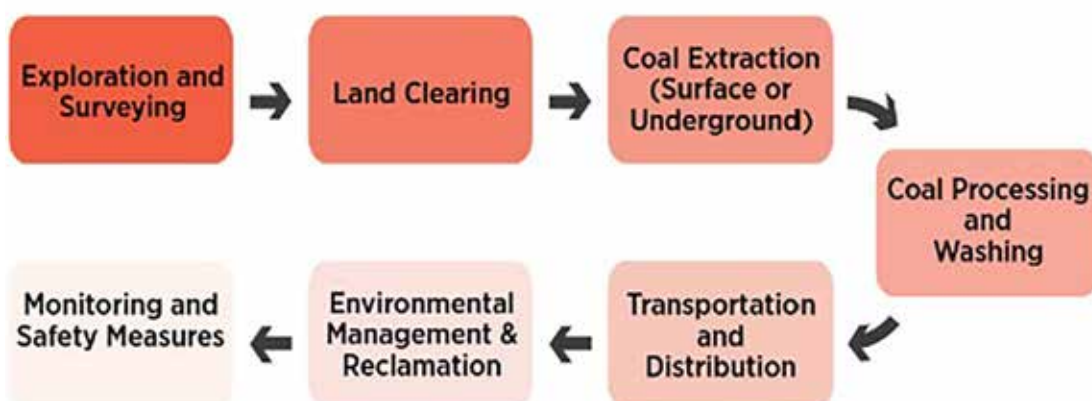 Exploration and
Surveying
Land Clearing
Coal Extraction
(Surface or
Underground)
Coal Processing
and
Washing
Transportation
and
Distribution
Environmental
Management &
Reclamation
Monitoring and
Safety Measures